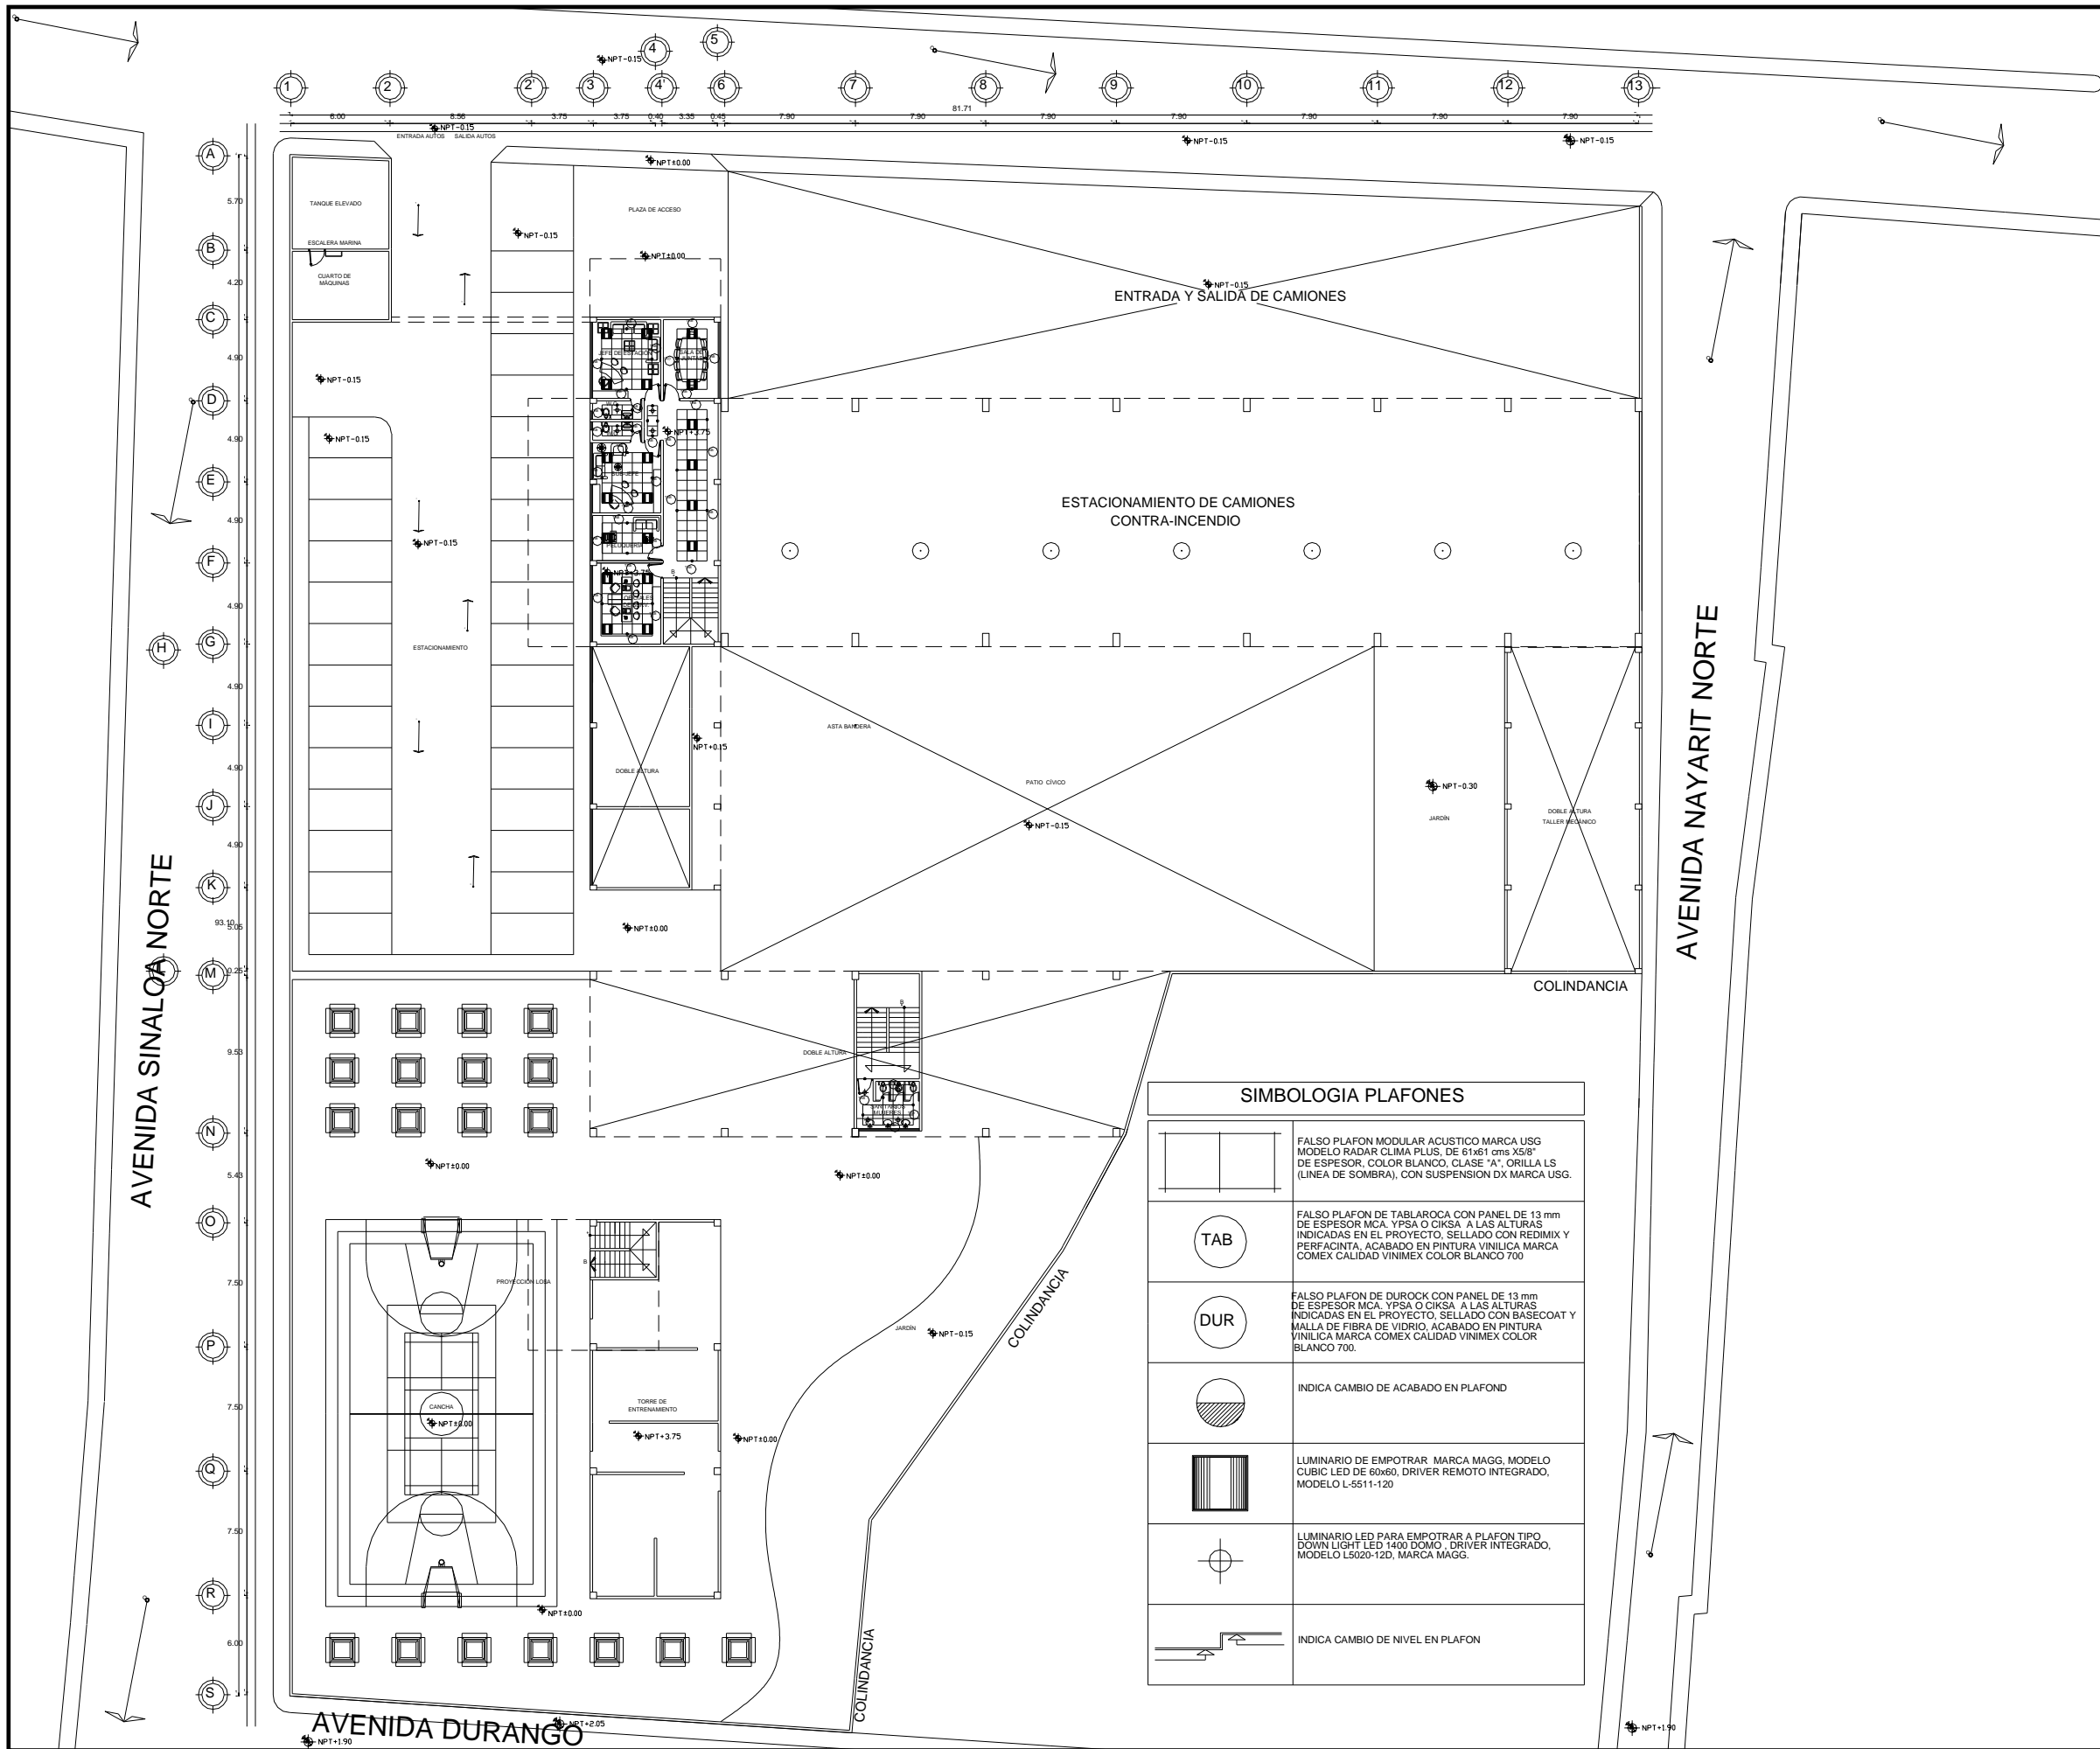 4
5
NPT-0.15
1
2
2'
3
4'
6
7
8
9
10
11
12
13
81.71
6.00
8.56
3.75
3.75
0.40
3.35
0.45
7.90
7.90
7.90
7.90
7.90
7.90
7.90
NPT-0.15
ENTRADA AUTOS
SALIDA AUTOS
NPT-0.15
NPT-0.15
A
NPT±0.00
5.70
TANQUE ELEVADO
PLAZA DE ACCESO
NPT-0.15
B
ESCALERA MARINA
NPT±0.00
4.20
CUARTO DE
MÁQUINAS
NPT-0.15
ENTRADA Y SALIDA DE CAMIONES
C
4.90
JEFE DE ESTACION
SALA DE
JUNTAS
NPT-0.15
D
4.90
NPT-0.15
NPT+3.75
E
SUB-JEFE
ESTACIONAMIENTO DE CAMIONES
CONTRA-INCENDIO
4.90
NPT-0.15
PELUQUERIA
F
NPT+3.75
B
4.90
G
H
ESTACIONAMIENTO
4.90
I
ASTA BANDERA
NPT+0.15
4.90
DOBLE ALTURA
PATIO CÍVICO
NPT-0.30
J
JARDÍN
DOBLE ALTURA
TALLER MECÁNICO
NPT-0.15
4.90
K
93.10
5.05
NPT±0.00
AVENIDA SINALOA NORTE
AVENIDA NAYARIT NORTE
0.25
M
COLINDANCIA
B
9.53
DOBLE ALTURA
SANITARIOS
MUJERES
N
NPT±0.00
5.43
NPT±0.00
O
B
7.50
PROYECCIÓN LOSA
COLINDANCIA
JARDÍN
NPT-0.15
P
7.50
CANCHA
NPT±0.00
TORRE DE
ENTRENAMIENTO
NPT+3.75
NPT±0.00
Q
7.50
R
NPT±0.00
6.00
COLINDANCIA
S
AVENIDA DURANGO
NPT+2.05
NPT+1.90
NPT+1.90
SIMBOLOGIA PLAFONES
FALSO PLAFON MODULAR ACUSTICO MARCA USG
MODELO RADAR CLIMA PLUS, DE 61x61 cms X5/8"
DE ESPESOR, COLOR BLANCO, CLASE "A", ORILLA LS
(LINEA DE SOMBRA), CON SUSPENSION DX MARCA USG.
TAB
FALSO PLAFON DE TABLAROCA CON PANEL DE 13 mm
DE ESPESOR MCA. YPSA O CIKSA A LAS ALTURAS
INDICADAS EN EL PROYECTO, SELLADO CON REDIMIX Y
PERFACINTA, ACABADO EN PINTURA VINILICA MARCA
COMEX CALIDAD VINIMEX COLOR BLANCO 700
DUR
FALSO PLAFON DE DUROCK CON PANEL DE 13 mm
DE ESPESOR MCA. YPSA O CIKSA A LAS ALTURAS
INDICADAS EN EL PROYECTO, SELLADO CON BASECOAT Y
MALLA DE FIBRA DE VIDRIO, ACABADO EN PINTURA
VINILICA MARCA COMEX CALIDAD VINIMEX COLOR
BLANCO 700.
INDICA CAMBIO DE ACABADO EN PLAFOND
LUMINARIO DE EMPOTRAR MARCA MAGG, MODELO
CUBIC LED DE 60x60, DRIVER REMOTO INTEGRADO,
MODELO L-5511-120
LUMINARIO LED PARA EMPOTRAR A PLAFON TIPO
DOWN LIGHT LED 1400 DOMO , DRIVER INTEGRADO,
MODELO L5020-12D, MARCA MAGG.
INDICA CAMBIO DE NIVEL EN PLAFON